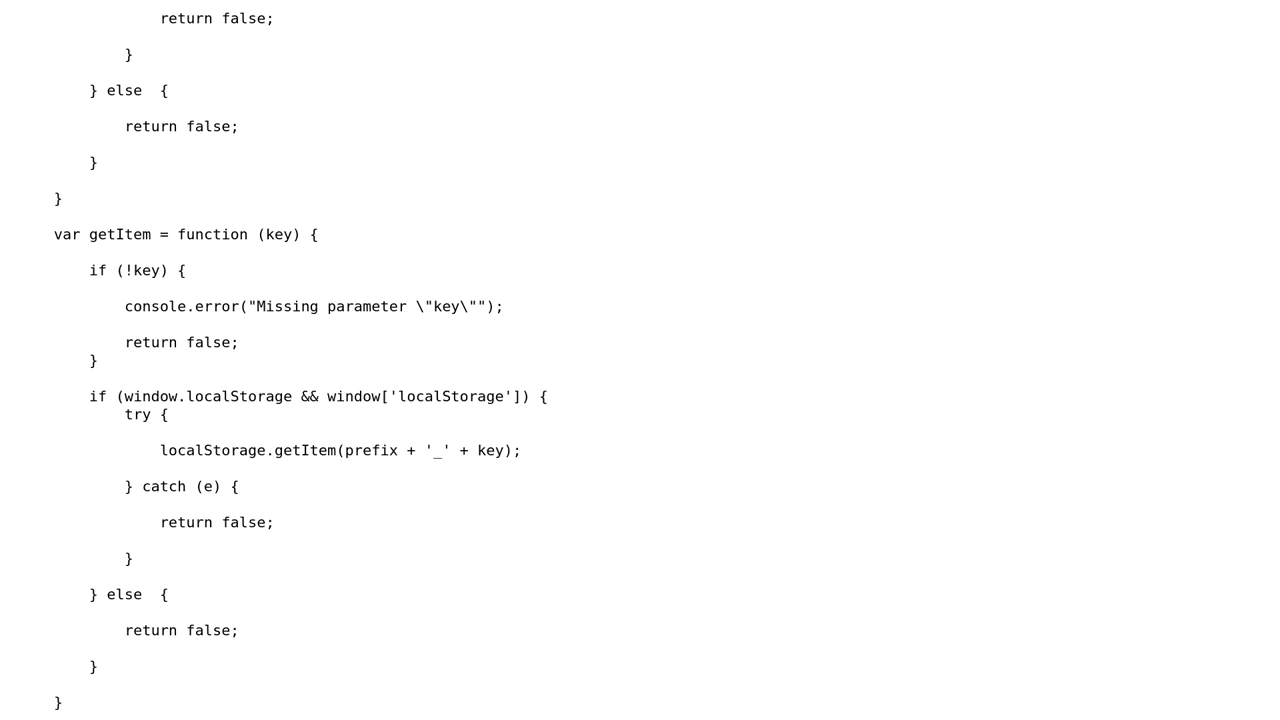 return false;
        }
    } else  {
        return false;
    }
}
var getItem = function (key) {
    if (!key) {
        console.error("Missing parameter \"key\"");
        return false;
    }
    if (window.localStorage && window['localStorage']) {
        try {
            localStorage.getItem(prefix + '_' + key);
        } catch (e) {
            return false;
        }
    } else  {
        return false;
    }
}